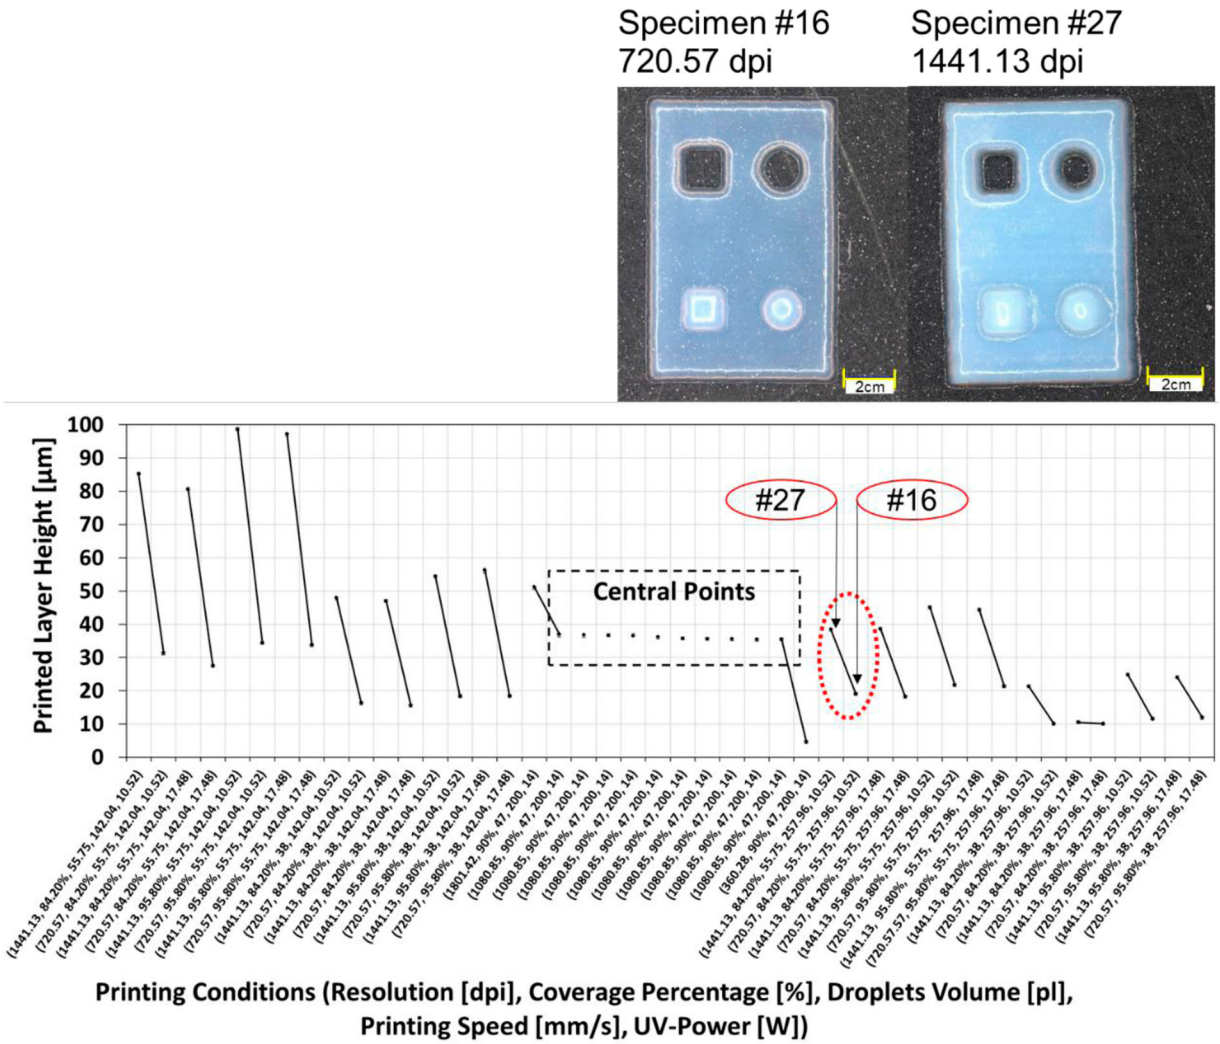 Specimen #16
720.57 dpi
Specimen #27
1441.13 dpi
2cm
2cm
Printed Layer Height [µm]
100
90
80
70
60
50
40
30
20
10
0
#27
#16
Central Points
(1441.13, 84.20%, 55.75, 142.04, 10.52)
(720.57, 84.20%, 55.75, 142.04, 10.52)
(1441.13, 84.20%, 55.75, 142.04, 17.48)
(720.57, 84.20%, 55.75, 142.04, 17.48)
(1441.13, 95.80%, 55.75, 142.04, 10.52)
(720.57, 95.80%, 55.75, 142.04, 10.52)
(1441.13, 95.80%, 55.75, 142.04, 17.48)
(720.57, 95.80%, 55.75, 142.04, 17.48)
(1441.13, 84.20%, 38, 142.04, 10.52)
(720.57, 84.20%, 38, 142.04, 10.52)
(1441.13, 84.20%, 38, 142.04, 17.48)
(720.57, 84.20%, 38, 142.04, 17.48)
(1441.13, 95.80%, 38, 142.04, 10.52)
(720.57, 95.80%, 38, 142.04, 10.52)
(1441.13, 95.80%, 38, 142.04, 17.48)
(720.57, 95.80%, 38, 142.04, 17.48)
(1801.42, 90%, 47, 200, 14)
(1080.85, 90%, 47, 200, 14)
(1080.85, 90%, 47, 200, 14)
(1080.85, 90%, 47, 200, 14)
(1080.85, 90%, 47, 200, 14)
(1080.85, 90%, 47, 200, 14)
(1080.85, 90%, 47, 200, 14)
(1080.85, 90%, 47, 200, 14)
(1080.85, 90%, 47, 200, 14)
(1080.85, 90%, 47, 200, 14)
(1080.85, 90%, 47, 200, 14)
(360.28, 90%, 47, 200, 14)
(1441.13, 84.20%, 55.75, 257.96, 10.52)
(720.57, 84.20%, 55.75, 257.96, 10.52)
(1441.13, 84.20%, 55.75, 257.96, 17.48)
(720.57, 84.20%, 55.75, 257.96, 17.48)
(1441.13, 95.80%, 55.75, 257.96, 10.52)
(720.57, 95.80%, 55.75, 257.96, 10.52)
(1441.13, 95.80%, 55.75, 257.96, 17.48)
(720.57.57, 95.80%, 55.75, 257.96, 17.48)
(1441.13, 84.20% 38, 257.96, 10.52)
(720.57, 84.20% 38, 257.96, 10.52)
(1441.13, 84.20% 38, 257.96, 17.48)
(720.57, 84.20% 38, 257.96, 17.48)
(1441.13, 95.80% 38, 257.96, 10.52)
(720.57, 95.80% 38, 257.96, 10.52)
(1441.13, 95.80% 38, 257.96, 17.48)
(720.57, 95.80% 38, 257.96, 17.48)
Printing Conditions (Resolution [dpi], Coverage Percentage [%], Droplets Volume [pl],
Printing Speed [mm/s], UV-Power [W])